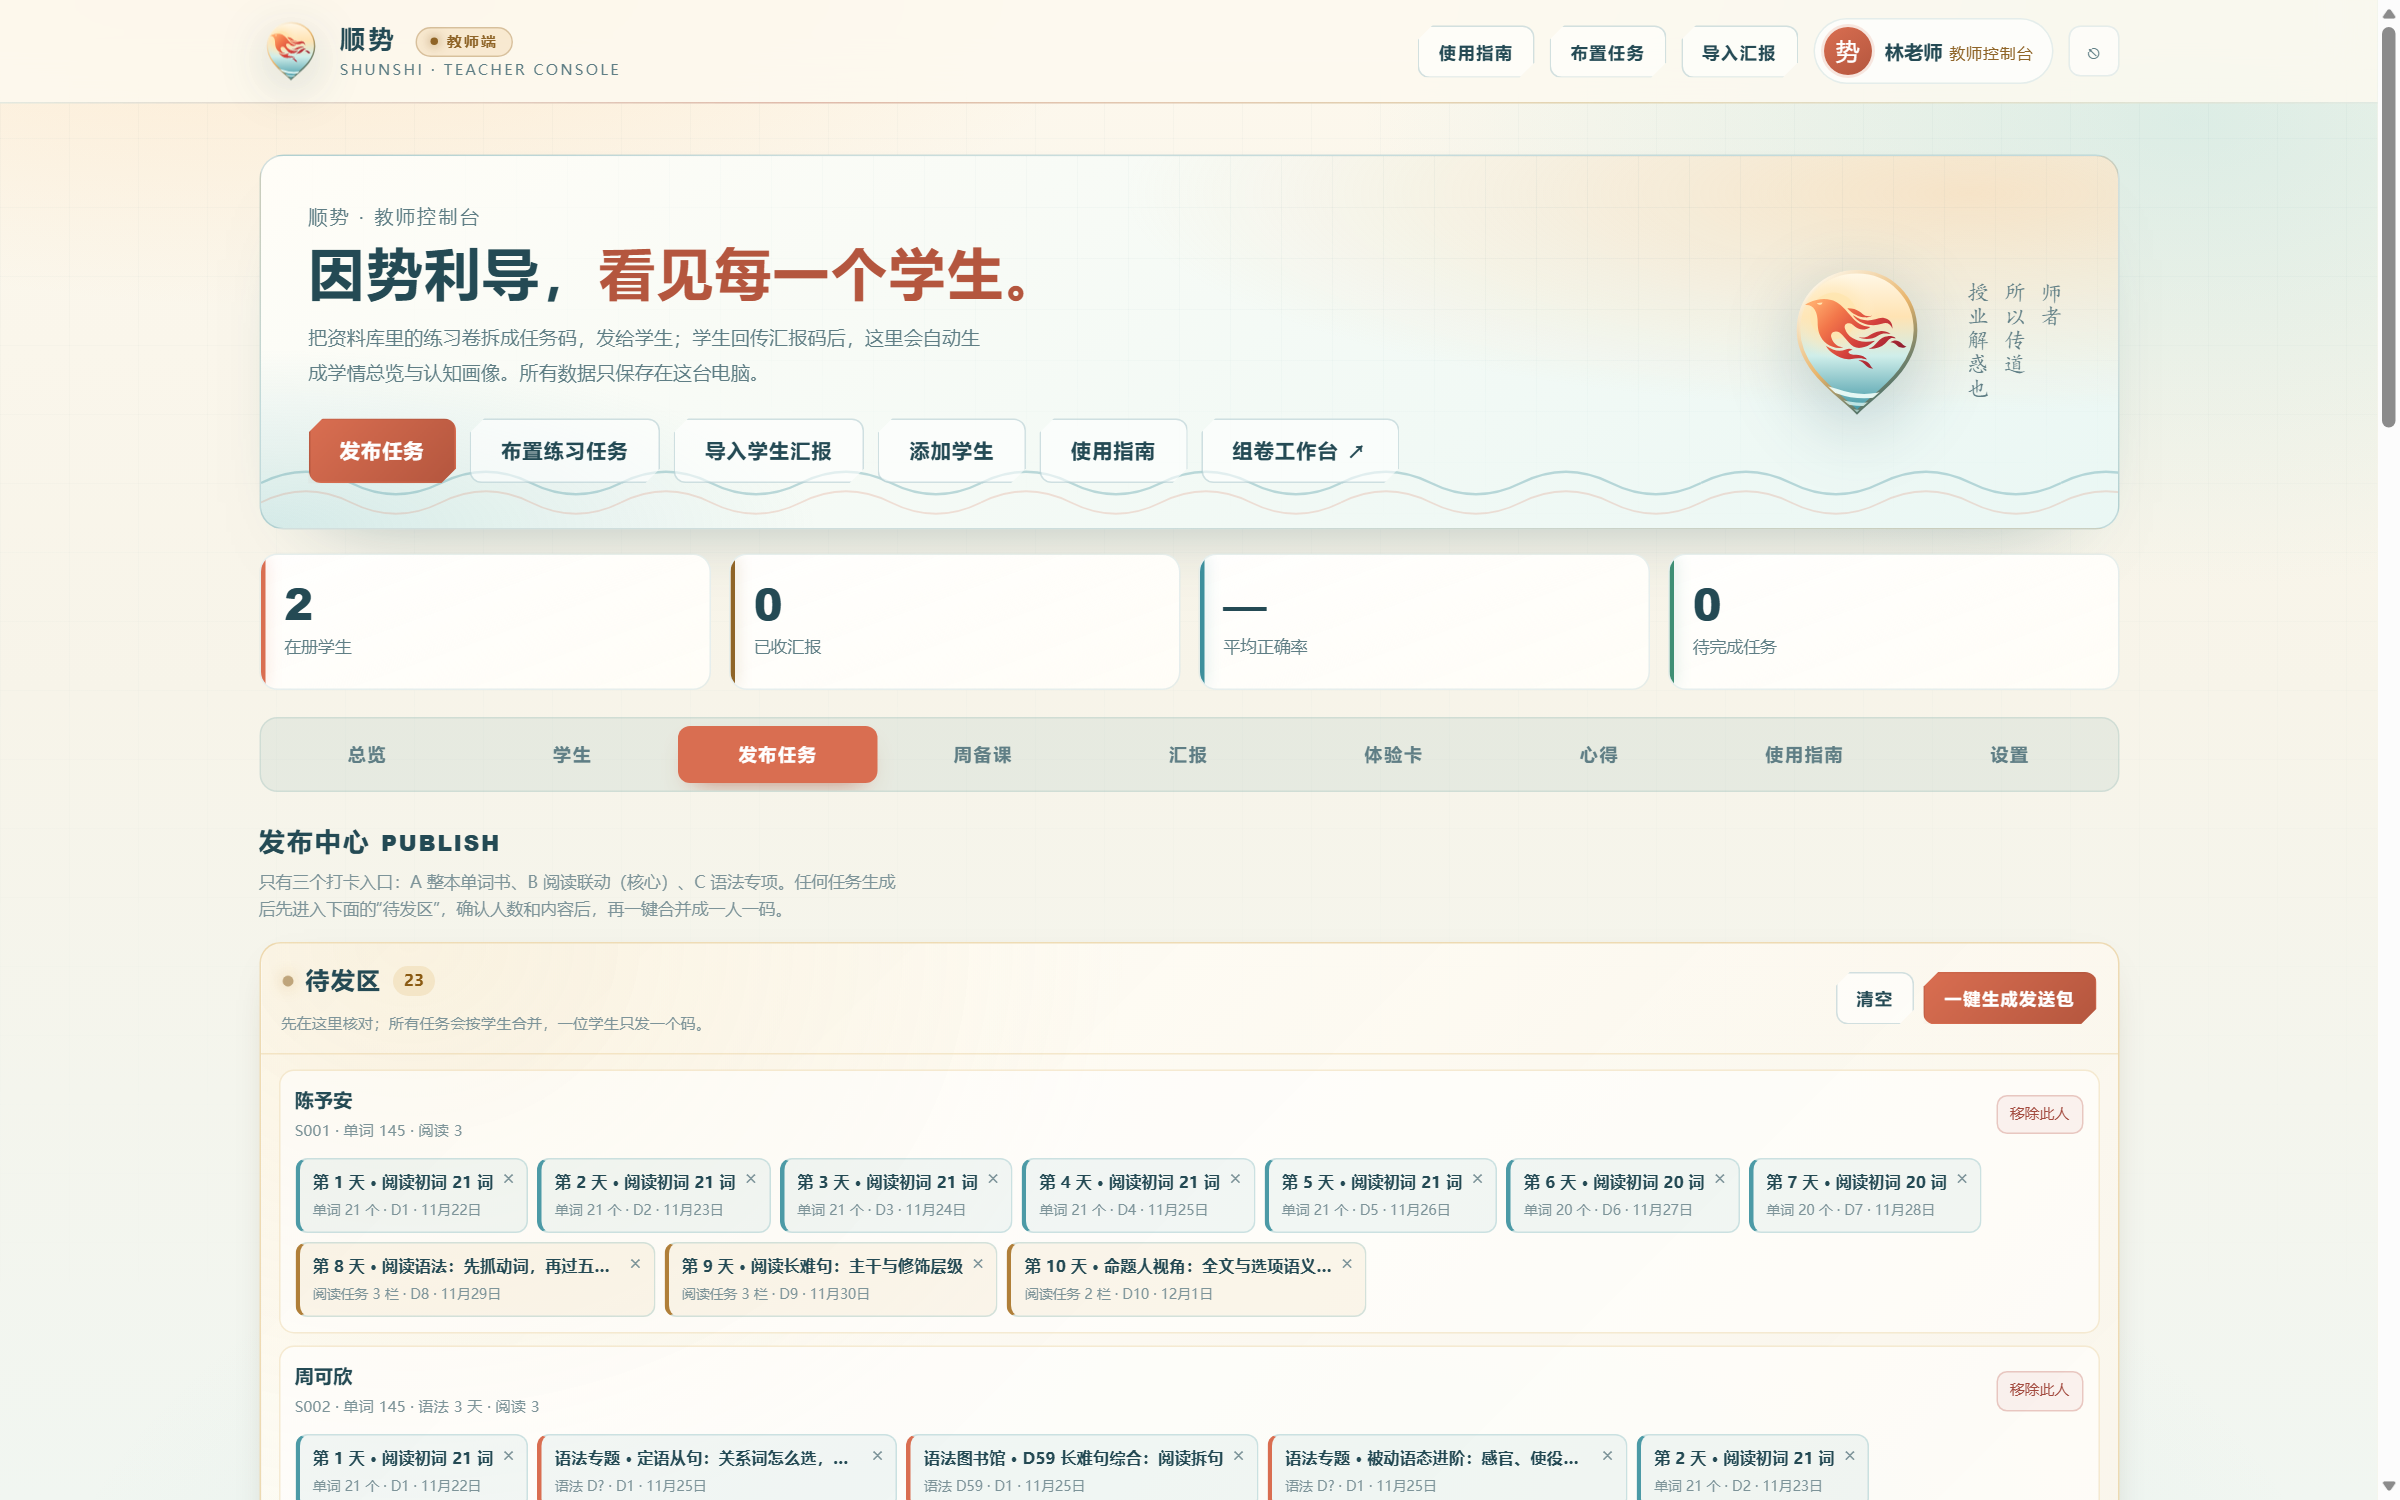 顺势 教师端
SHUNSHI · TEACHER CONSOLE
使用指南
布置任务
导入汇报
势 林老师 教师控制台
顺势 · 教师控制台
因势利导，看见每一个学生。
把资料库里的练习卷拆成任务码，发给学生；学生回传汇报码后，这里会自动生
成学情总览与认知画像。所有数据只保存在这台电脑。
师者
所以传道
授业解惑也
发布任务
布置练习任务
导入学生汇报
添加学生
使用指南
组卷工作台 ↗
2
在册学生
0
已收汇报
—
平均正确率
0
待完成任务
总览
学生
发布任务
周备课
汇报
体验卡
心得
使用指南
设置
发布中心 PUBLISH
只有三个打卡入口：A 整本单词书、B 阅读联动（核心）、C 语法专项。任何任务生成
后先进入下面的“待发区”，确认人数和内容后，再一键合并成一人一码。
待发区 23
先在这里核对；所有任务会按学生合并，一位学生只发一个码。
清空
一键生成发送包
陈予安
S001 · 单词 145 · 阅读 3
移除此人
第 1 天 • 阅读初词 21 词 ×
单词 21 个 · D1 · 11月22日
第 2 天 • 阅读初词 21 词 ×
单词 21 个 · D2 · 11月23日
第 3 天 • 阅读初词 21 词 ×
单词 21 个 · D3 · 11月24日
第 4 天 • 阅读初词 21 词 ×
单词 21 个 · D4 · 11月25日
第 5 天 • 阅读初词 21 词 ×
单词 21 个 · D5 · 11月26日
第 6 天 • 阅读初词 20 词 ×
单词 20 个 · D6 · 11月27日
第 7 天 • 阅读初词 20 词 ×
单词 20 个 · D7 · 11月28日
第 8 天 • 阅读语法：先抓动词，再过五... ×
阅读任务 3 栏 · D8 · 11月29日
第 9 天 • 阅读长难句：主干与修饰层级 ×
阅读任务 3 栏 · D9 · 11月30日
第 10 天 • 命题人视角：全文与选项语义... ×
阅读任务 2 栏 · D10 · 12月1日
周可欣
S002 · 单词 145 · 语法 3 天 · 阅读 3
移除此人
第 1 天 • 阅读初词 21 词 ×
单词 21 个 · D1 · 11月22日
语法专题 • 定语从句：关系词怎么选，... ×
语法 D? · D1 · 11月25日
语法图书馆 • D59 长难句综合：阅读拆句 ×
语法 D59 · D1 · 11月25日
语法专题 • 被动语态进阶：感官、使役... ×
语法 D? · D1 · 11月25日
第 2 天 • 阅读初词 21 词 ×
单词 21 个 · D2 · 11月23日